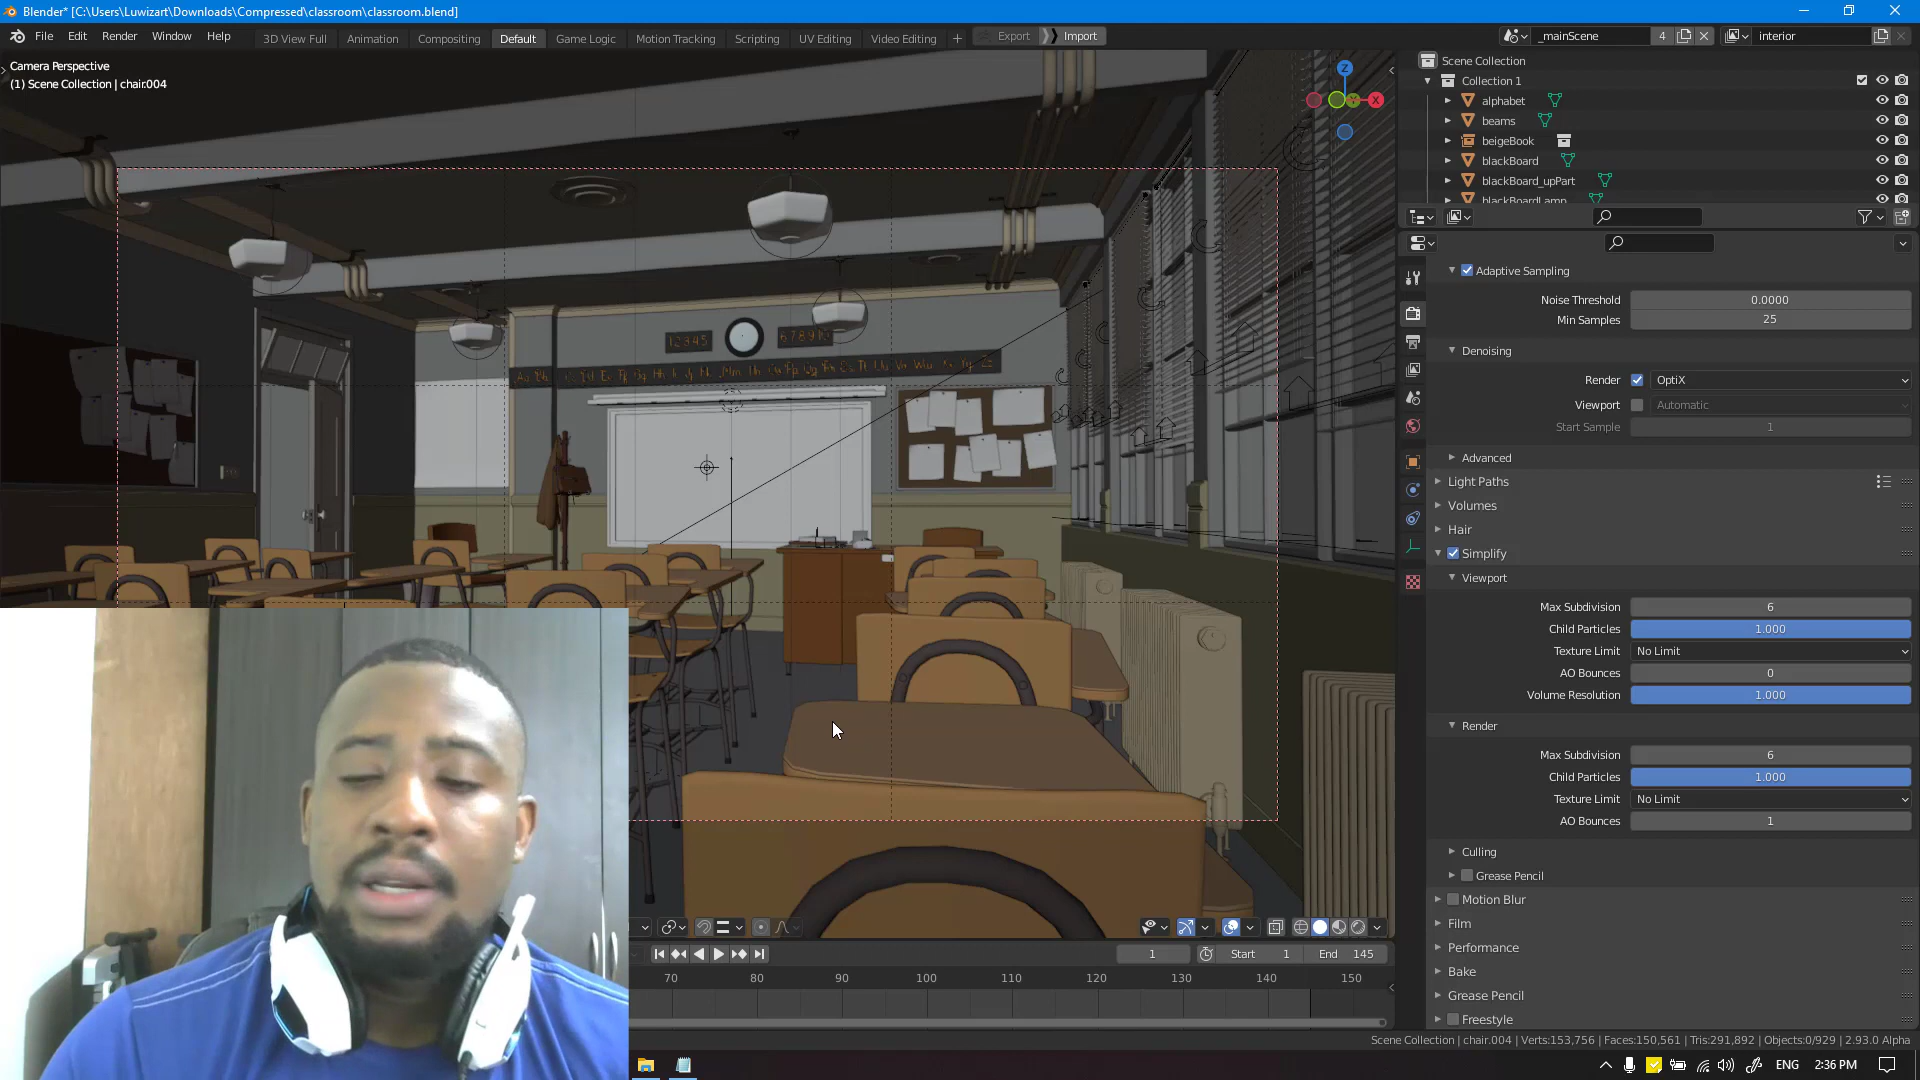 Blender* [C:\Users\Luwizart\Downloads\Compressed\classroom\classroom.blend]
File Edit Render Window Help
3D View Full Animation Compositing Default Game Logic Motion Tracking Scripting UV Editing Video Editing + Export Import
_mainScene 4 interior
Camera Perspective
(1) Scene Collection | chair.004
Z
X
Scene Collection
Collection 1
alphabet
beams
beigeBook
blackBoard
blackBoard_upPart
blackBoardLamp
Adaptive Sampling
Noise Threshold 0.0000
Min Samples 25
Denoising
Render OptiX
Viewport Automatic
Start Sample 1
Advanced
Light Paths
Volumes
Hair
Simplify
Viewport
Max Subdivision 6
Child Particles 1.000
Texture Limit No Limit
AO Bounces 0
Volume Resolution 1.000
Render
Max Subdivision 6
Child Particles 1.000
Texture Limit No Limit
AO Bounces 1
Culling
Grease Pencil
Motion Blur
Film
Performance
Bake
Grease Pencil
Freestyle
12345
1 Start 1 End 145
70 80 90 100 110 120 130 140 150
Scene Collection | chair.004 | Verts:153,756 | Faces:150,561 | Tris:291,892 | Objects:0/929 | 2.93.0 Alpha
ENG 2:36 PM